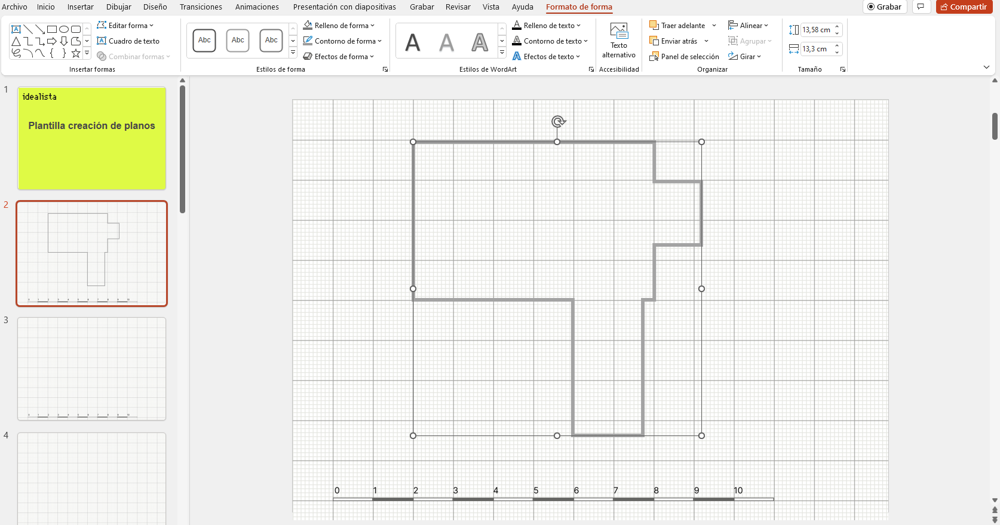 Archivo Inicio Insertar Dibujar Diseño Transiciones Animaciones Presentación con diapositivas Grabar Revisar Vista Ayuda Formato de forma Grabar Compartir
Editar forma
Cuadro de texto
Combinar formas
Insertar formas
Abc Abc Abc
Relleno de forma
Contorno de forma
Efectos de forma
Estilos de forma
A A A
Relleno de texto
Contorno de texto
Efectos de texto
Estilos de WordArt
Texto
alternativo
Accesibilidad
Traer adelante
Enviar atrás
Panel de selección
Alinear
Agrupar
Girar
Organizar
13,58 cm
13,3 cm
Tamaño
1
idealista
Plantilla creación de planos
2
3
4
0 1 2 3 4 5 6 7 8 9 10